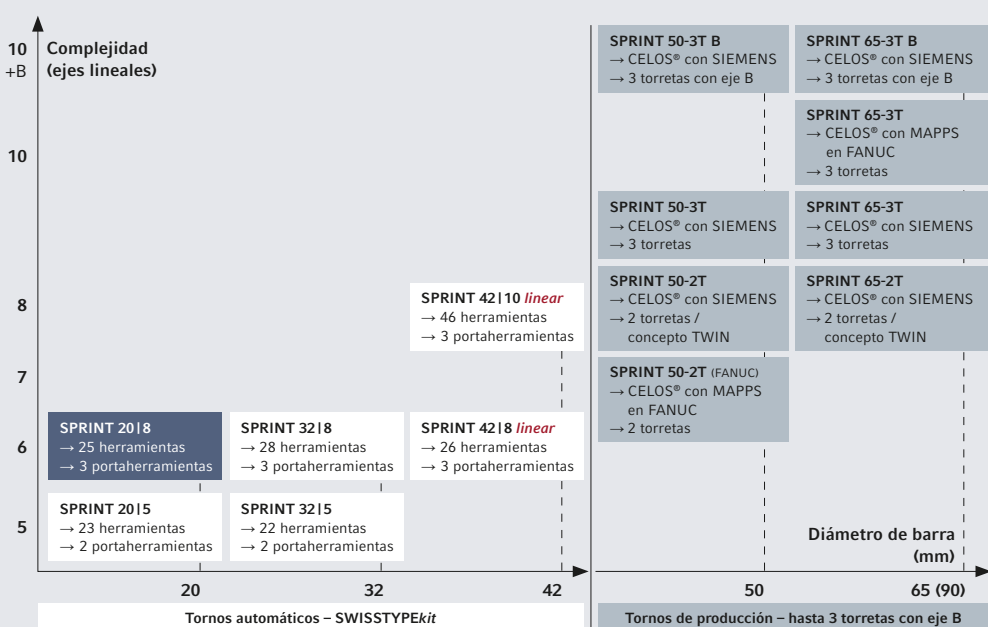 10
+B
Complejidad
(ejes lineales)
SPRINT 50-3T B
→ CELOS® con SIEMENS
→ 3 torretas con eje B
SPRINT 65-3T B
→ CELOS® con SIEMENS
→ 3 torretas con eje B
10
SPRINT 65-3T
→ CELOS® con MAPPS
en FANUC
→ 3 torretas
SPRINT 50-3T
→ CELOS® con SIEMENS
→ 3 torretas
SPRINT 65-3T
→ CELOS® con SIEMENS
→ 3 torretas
8
SPRINT 42|10 linear
→ 46 herramientas
→ 3 portaherramientas
SPRINT 50-2T
→ CELOS® con SIEMENS
→ 2 torretas /
concepto TWIN
SPRINT 65-2T
→ CELOS® con SIEMENS
→ 2 torretas /
concepto TWIN
7
SPRINT 50-2T (FANUC)
→ CELOS® con MAPPS
en FANUC
→ 2 torretas
6
SPRINT 20|8
→ 25 herramientas
→ 3 portaherramientas
SPRINT 32|8
→ 28 herramientas
→ 3 portaherramientas
SPRINT 42|8 linear
→ 26 herramientas
→ 3 portaherramientas
5
SPRINT 20|5
→ 23 herramientas
→ 2 portaherramientas
SPRINT 32|5
→ 22 herramientas
→ 2 portaherramientas
Diámetro de barra
(mm)
20
32
42
50
65 (90)
Tornos automáticos – SWISSTYPEkit
Tornos de producción – hasta 3 torretas con eje B